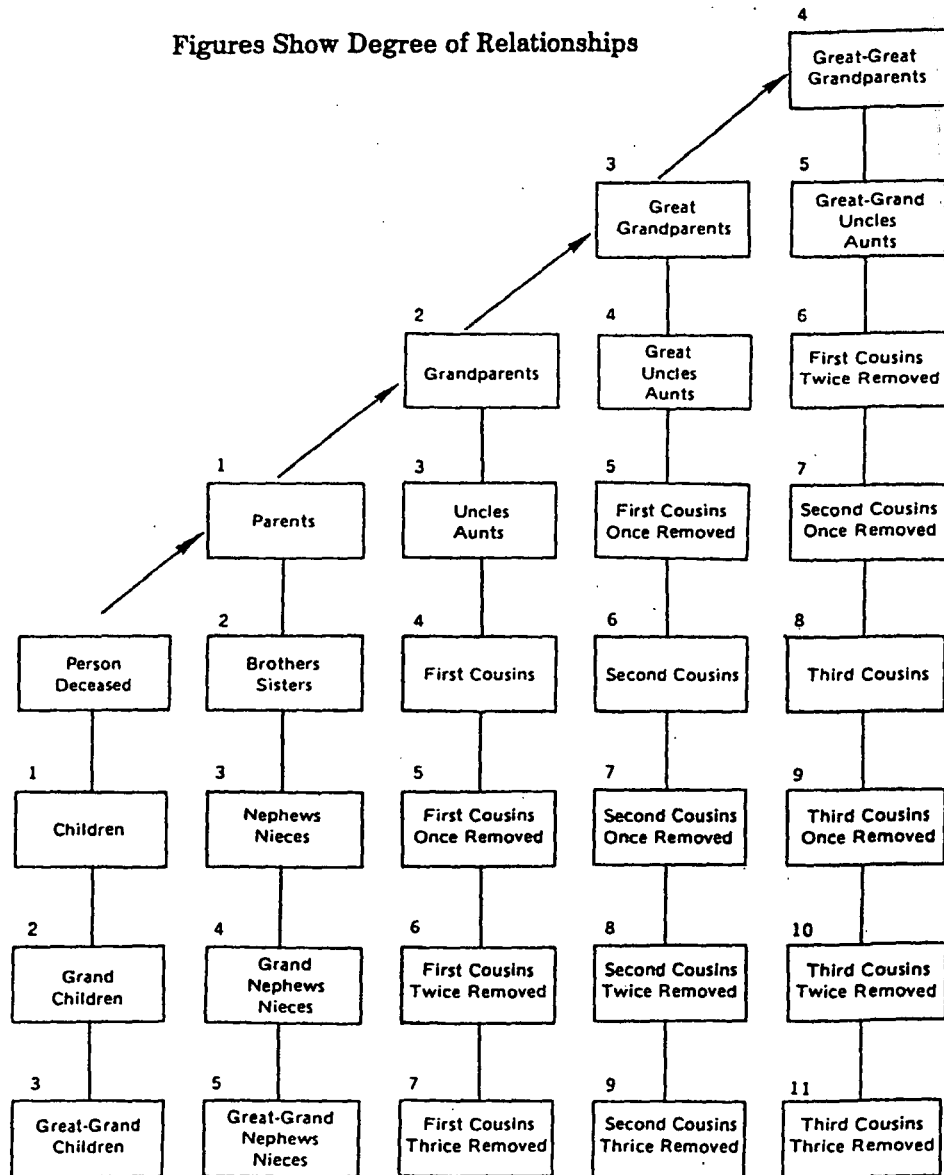 Figures Show Degree of Relationships
4
Great-Great
Grandparents
3
Great
Grandparents
5
Great-Grand
Uncles
Aunts
2
Grandparents
4
Great
Uncles
Aunts
6
First Cousins
Twice Removed
1
Parents
3
Uncles
Aunts
5
First Cousins
Once Removed
7
Second Cousins
Once Removed
Person
Deceased
2
Brothers
Sisters
4
First Cousins
6
Second Cousins
8
Third Cousins
1
Children
3
Nephews
Nieces
5
First Cousins
Once Removed
7
Second Cousins
Once Removed
9
Third Cousins
Once Removed
2
Grand
Children
4
Grand
Nephews
Nieces
6
First Cousins
Twice Removed
8
Second Cousins
Twice Removed
10
Third Cousins
Twice Removed
3
Great-Grand
Children
5
Great-Grand
Nephews
Nieces
7
First Cousins
Thrice Removed
9
Second Cousins
Thrice Removed
11
Third Cousins
Thrice Removed